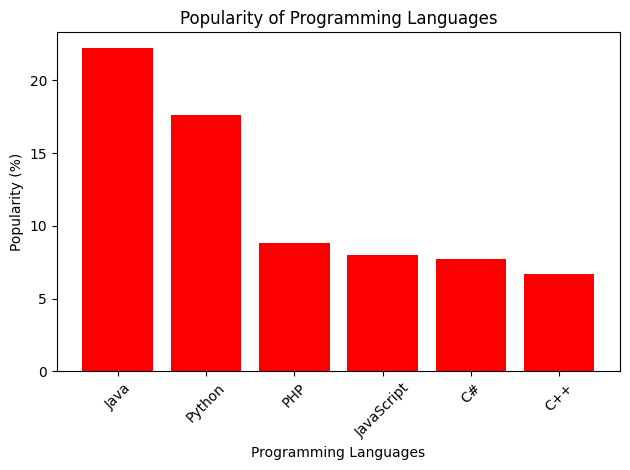 Popularity of Programming Languages
Popularity (%)
20
15
10
5
0
Java
Python
PHP
JavaScript
C#
C++
Programming Languages